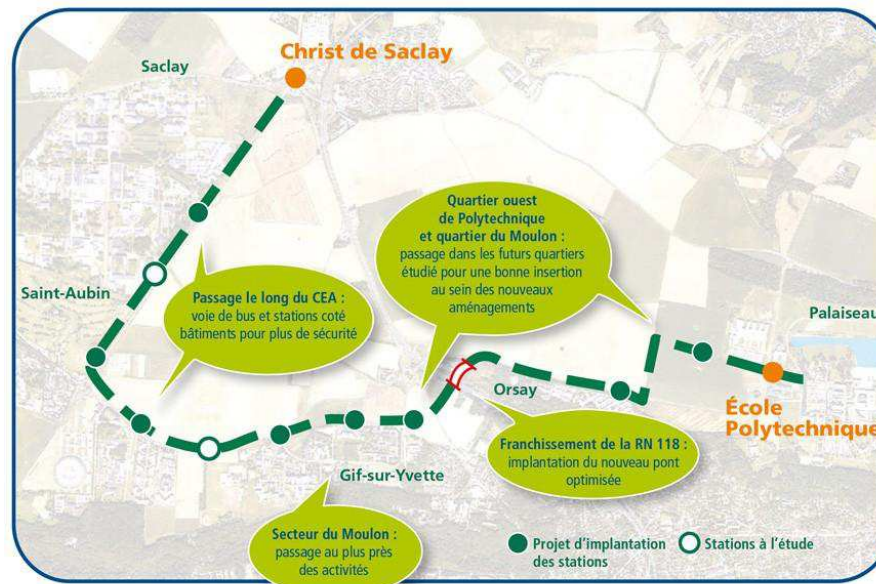 Christ de Saclay
Saclay
Quartier ouest
de Polytechnique
et quartier du Moulon :
passage dans les futurs quartiers
étudié pour une bonne insertion
au sein des nouveaux
aménagements
Saint-Aubin
Passage le long du CEA :
voie de bus et stations coté
bâtiments pour plus de sécurité
Palaiseau
Orsay
École
Polytechnique
Franchissement de la RN 118 :
implantation du nouveau pont
optimisée
Gif-sur-Yvette
Secteur du Moulon :
passage au plus près
des activités
Projet d'implantation
des stations
Stations à l'étude